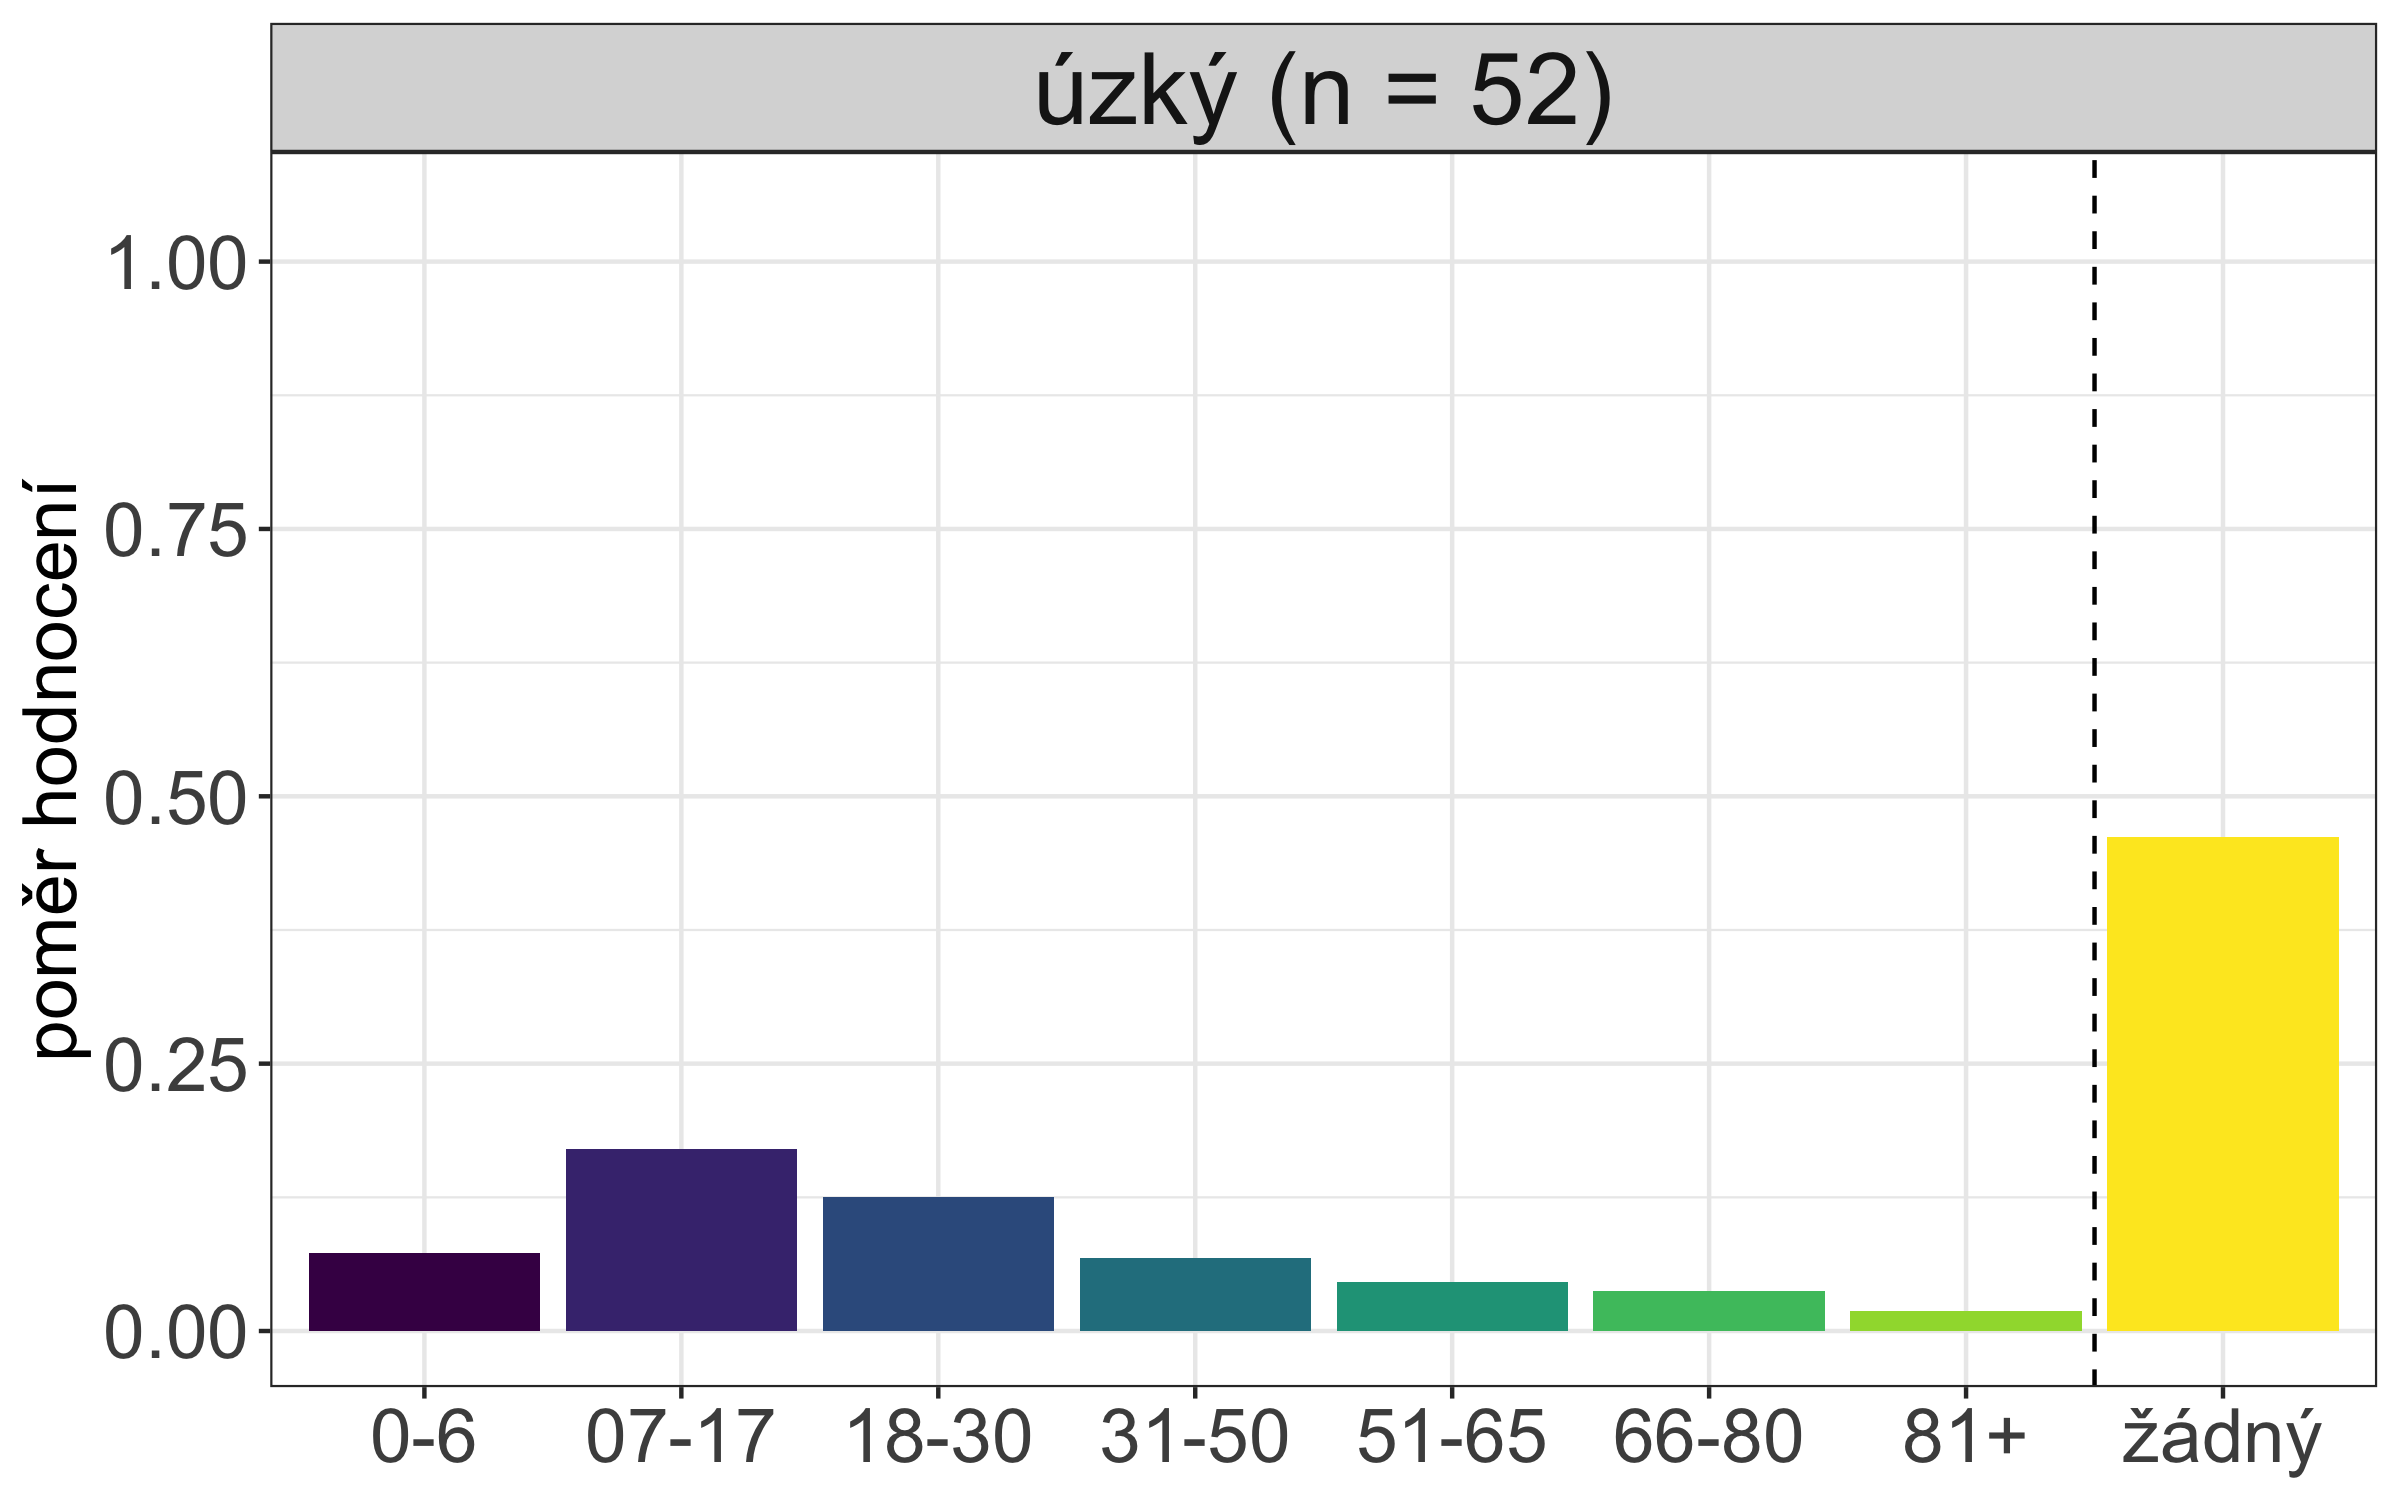 úzký (n = 52)
poměr hodnocení
1.00
0.75
0.50
0.25
0.00
0-6 07-17 18-30 31-50 51-65 66-80 81+ žádný